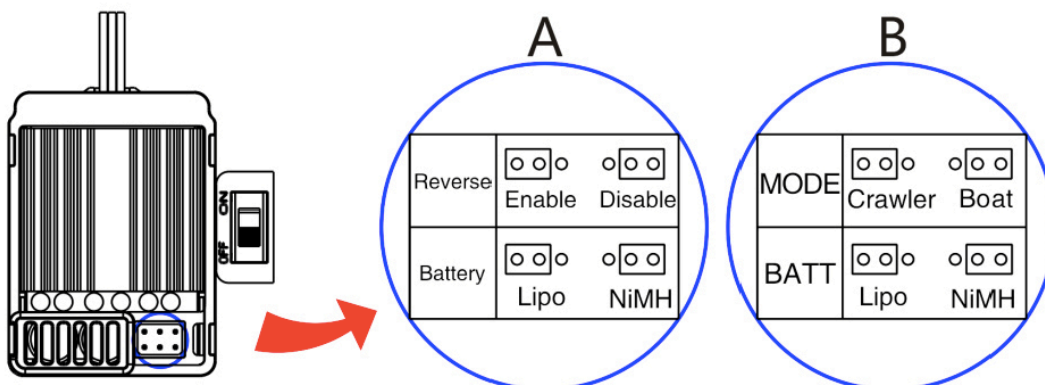 A
B
ON
OFF
Reverse
Enable Disable
Battery
Lipo NiMH
MODE
Crawler Boat
BATT
Lipo NiMH